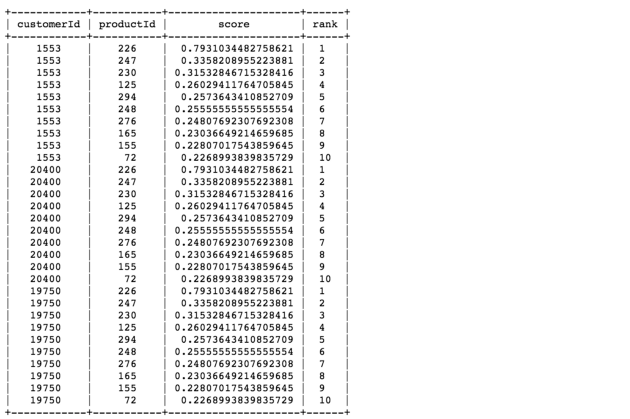 +------------+-----------+----------------------+------+
| customerId | productId |        score         | rank |
+------------+-----------+----------------------+------+
|    1553    |    226    |  0.7931034482758621  |  1   |
|    1553    |    247    |  0.3358208955223881  |  2   |
|    1553    |    230    | 0.31532846715328416  |  3   |
|    1553    |    125    | 0.26029411764705845  |  4   |
|    1553    |    294    |  0.2573643410852709  |  5   |
|    1553    |    248    | 0.25555555555555554  |  6   |
|    1553    |    276    | 0.24807692307692308  |  7   |
|    1553    |    165    | 0.23036649214659685  |  8   |
|    1553    |    155    | 0.22807017543859645  |  9   |
|    1553    |     72    |  0.2268993839835729  |  10  |
|   20400    |    226    |  0.7931034482758621  |  1   |
|   20400    |    247    |  0.3358208955223881  |  2   |
|   20400    |    230    | 0.31532846715328416  |  3   |
|   20400    |    125    | 0.26029411764705845  |  4   |
|   20400    |    294    |  0.2573643410852709  |  5   |
|   20400    |    248    | 0.25555555555555554  |  6   |
|   20400    |    276    | 0.24807692307692308  |  7   |
|   20400    |    165    | 0.23036649214659685  |  8   |
|   20400    |    155    | 0.22807017543859645  |  9   |
|   20400    |     72    |  0.2268993839835729  |  10  |
|   19750    |    226    |  0.7931034482758621  |  1   |
|   19750    |    247    |  0.3358208955223881  |  2   |
|   19750    |    230    | 0.31532846715328416  |  3   |
|   19750    |    125    | 0.26029411764705845  |  4   |
|   19750    |    294    |  0.2573643410852709  |  5   |
|   19750    |    248    | 0.25555555555555554  |  6   |
|   19750    |    276    | 0.24807692307692308  |  7   |
|   19750    |    165    | 0.23036649214659685  |  8   |
|   19750    |    155    | 0.22807017543859645  |  9   |
|   19750    |     72    |  0.2268993839835729  |  10  |
+------------+-----------+----------------------+------+